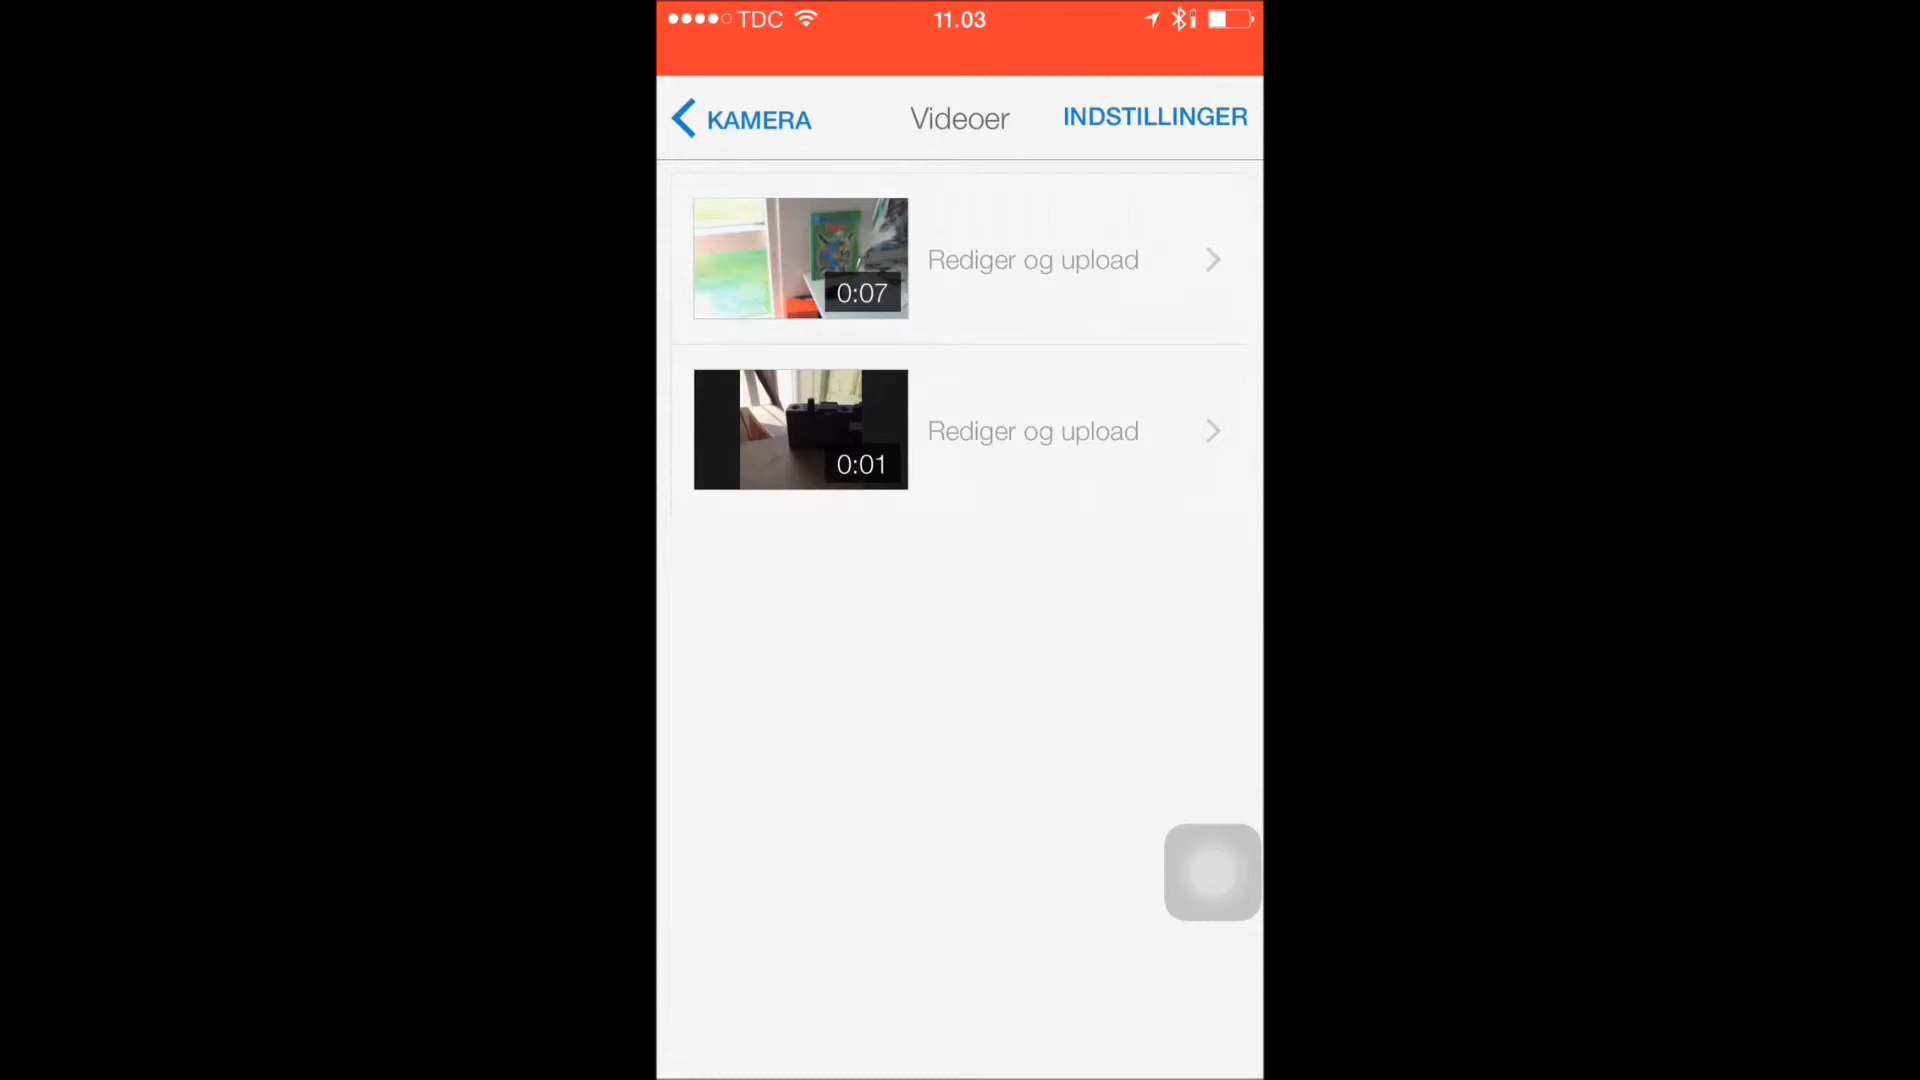 TDC 11.03
KAMERA Videoer INDSTILLINGER
0:07 Rediger og upload
0:01 Rediger og upload